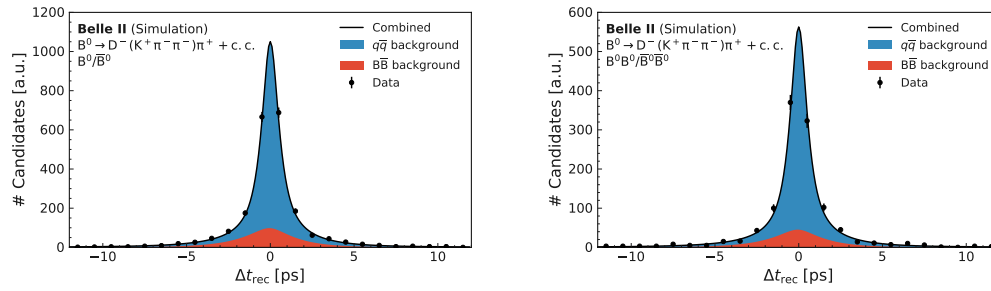 Belle II (Simulation)
B⁰ → D⁻(K⁺π⁻π⁻)π⁺ + c. c.
B⁰/B̅⁰
Combined
qq̅ background
BB̅ background
Data
# Candidates [a.u.]
1200
1000
800
600
400
200
0
−10
−5
0
5
10
Δt_rec [ps]
Belle II (Simulation)
B⁰ → D⁻(K⁺π⁻π⁻)π⁺ + c. c.
B⁰B⁰/B̅⁰B̅⁰
Combined
qq̅ background
BB̅ background
Data
# Candidates [a.u.]
600
500
400
300
200
100
0
−10
−5
0
5
10
Δt_rec [ps]